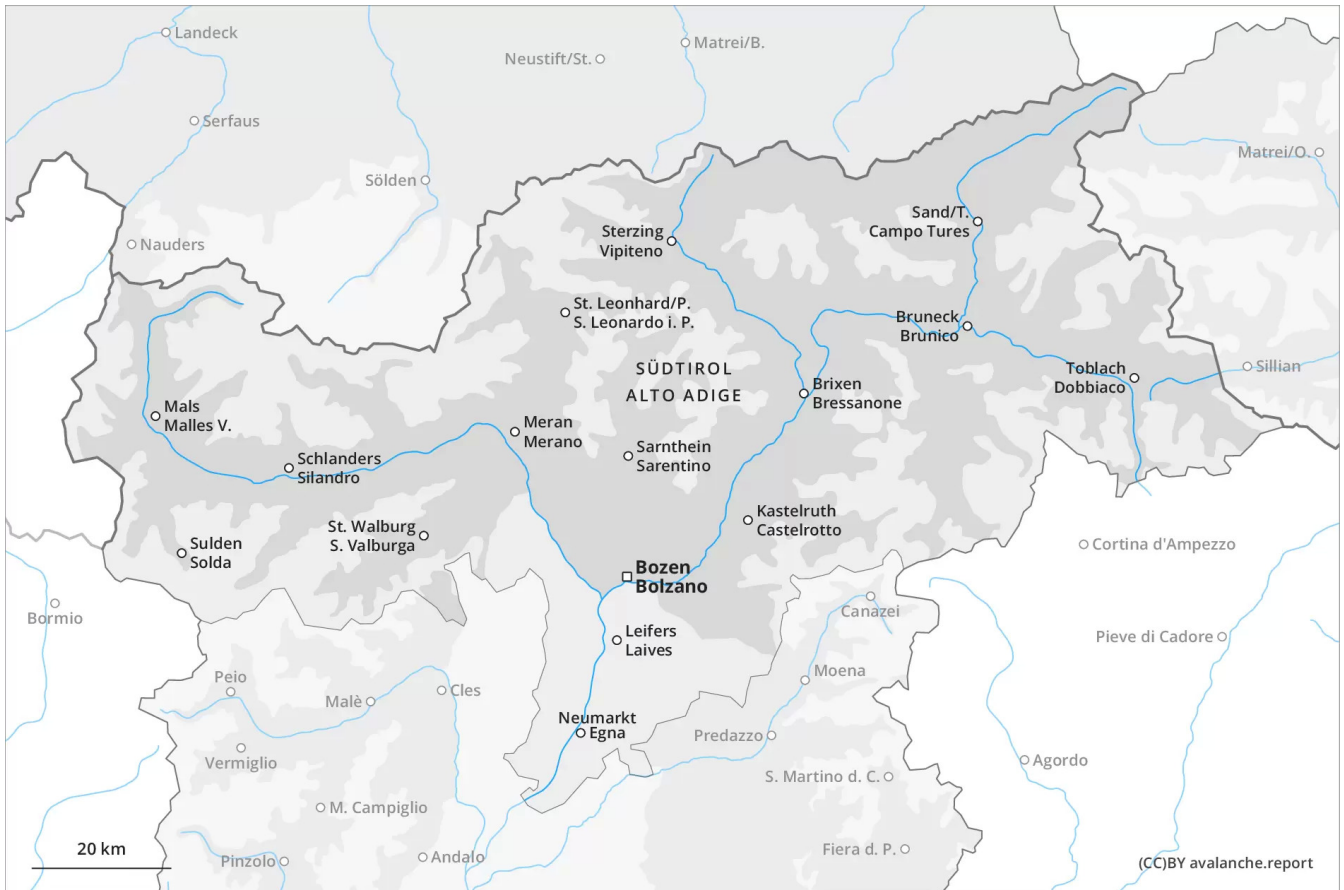 Landeck
Matrei/B.
Neustift/St.
Serfaus
Matrei/O.
Sölden
Sand/T.
Campo Tures
Sterzing
Vipiteno
Nauders
St. Leonhard/P.
S. Leonardo i. P.
Bruneck
Brunico
SÜDTIROL
ALTO ADIGE
Toblach
Dobbiaco
Sillian
Brixen
Bressanone
Mals
Malles V.
Meran
Merano
Sarnthein
Sarentino
Schlanders
Silandro
Kastelruth
Castelrotto
St. Walburg
S. Valburga
Sulden
Solda
Cortina d'Ampezzo
Bozen
Bolzano
Bormio
Canazei
Leifers
Laives
Pieve di Cadore
Peio
Moena
Malè
Cles
Neumarkt
Egna
Predazzo
Vermiglio
Agordo
S. Martino d. C.
M. Campiglio
20 km
Pinzolo
Andalo
Fiera d. P.
(CC)BY avalanche.report